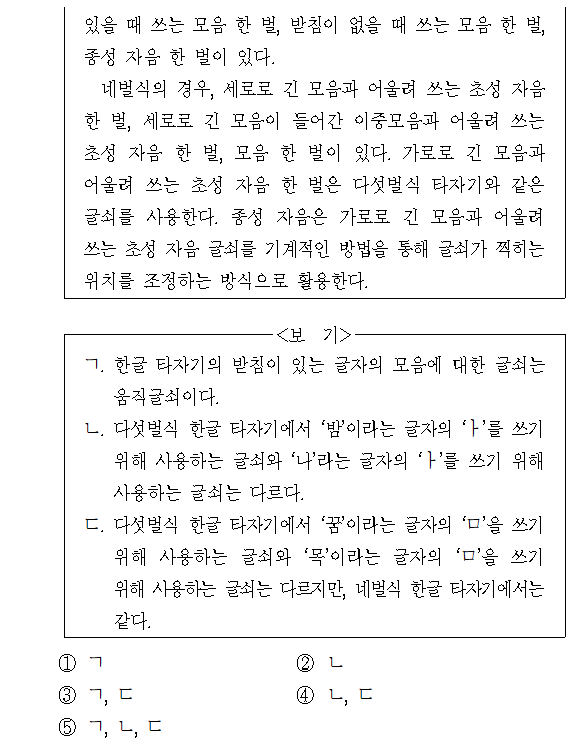 있을 때 쓰는 모음 한 벌, 받침이 없을 때 쓰는 모음 한 벌,
종성 자음 한 벌이 있다.
네벌식의 경우, 세로로 긴 모음과 어울려 쓰는 초성 자음
한 벌, 세로로 긴 모음이 들어간 이중모음과 어울려 쓰는
초성 자음 한 벌, 모음 한 벌이 있다. 가로로 긴 모음과
어울려 쓰는 초성 자음 한 벌은 다섯벌식 타자기와 같은
글쇠를 사용한다. 종성 자음은 가로로 긴 모음과 어울려
쓰는 초성 자음 글쇠를 기계적인 방법을 통해 글쇠가 찍히는
위치를 조정하는 방식으로 활용한다.
<보 기>
ㄱ. 한글 타자기의 받침이 있는 글자의 모음에 대한 글쇠는
움직글쇠이다.
ㄴ. 다섯벌식 한글 타자기에서 ‘밤’이라는 글자의 ‘ㅏ’를 쓰기
위해 사용하는 글쇠와 ‘나’라는 글자의 ‘ㅏ’를 쓰기 위해
사용하는 글쇠는 다르다.
ㄷ. 다섯벌식 한글 타자기에서 ‘꿈’이라는 글자의 ‘ㅁ’을 쓰기
위해 사용하는 글쇠와 ‘목’이라는 글자의 ‘ㅁ’을 쓰기
위해 사용하는 글쇠는 다르지만, 네벌식 한글 타자기에서는
같다.
① ㄱ ② ㄴ
③ ㄱ, ㄷ ④ ㄴ, ㄷ
⑤ ㄱ, ㄴ, ㄷ